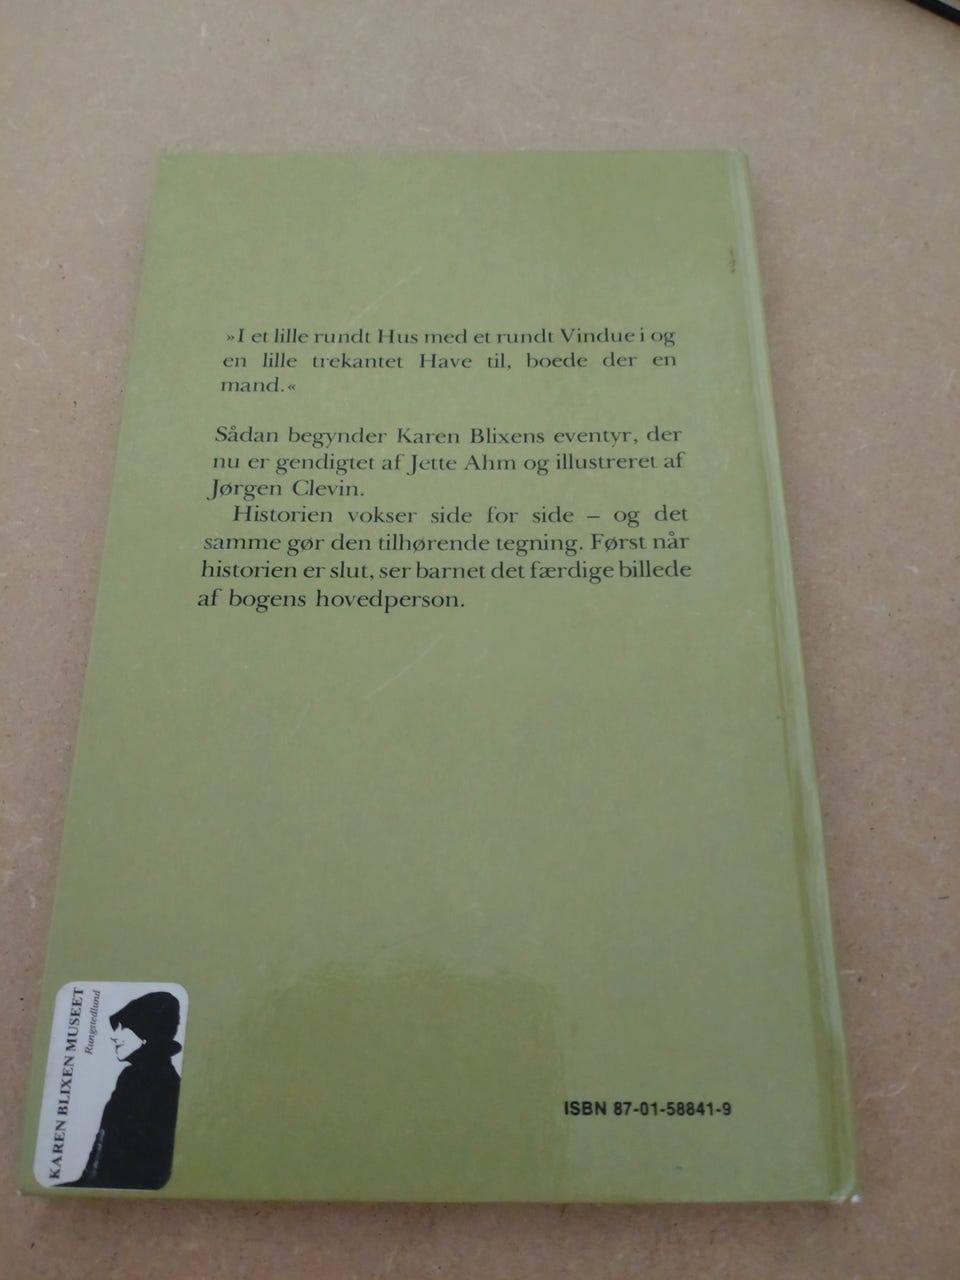 »I et lille rundt Hus med et rundt Vindue i og
en lille trekantet Have til, boede der en
mand.«
Sådan begynder Karen Blixens eventyr, der
nu er gendigtet af Jette Ahm og illustreret af
Jørgen Clevin.
Historien vokser side for side – og det
samme gør den tilhørende tegning. Først når
historien er slut, ser barnet det færdige billede
af bogens hovedperson.
KAREN BLIXEN MUSEET
Rungstedlund
ISBN 87-01-58841-9